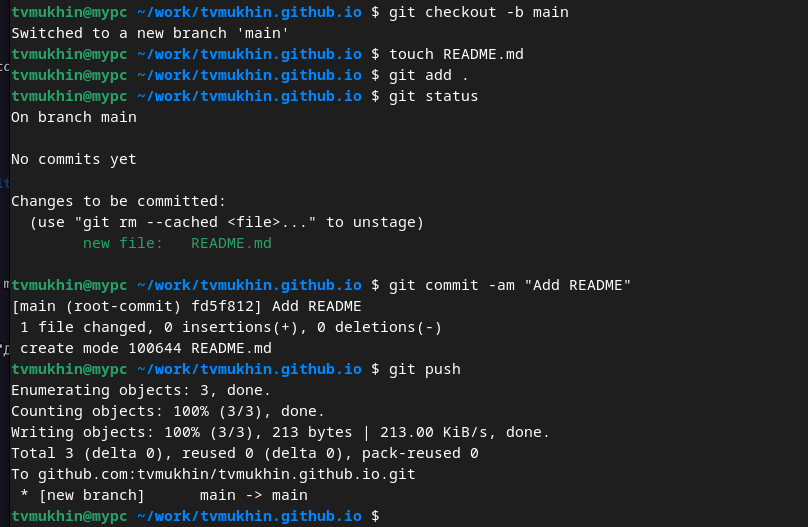 tvmukhin@mypc ~/work/tvmukhin.github.io $ git checkout -b main
Switched to a new branch 'main'
tvmukhin@mypc ~/work/tvmukhin.github.io $ touch README.md
tvmukhin@mypc ~/work/tvmukhin.github.io $ git add .
tvmukhin@mypc ~/work/tvmukhin.github.io $ git status
On branch main
No commits yet
Changes to be committed:
  (use "git rm --cached <file>..." to unstage)
        new file:   README.md
tvmukhin@mypc ~/work/tvmukhin.github.io $ git commit -am "Add README"
[main (root-commit) fd5f812] Add README
 1 file changed, 0 insertions(+), 0 deletions(-)
 create mode 100644 README.md
tvmukhin@mypc ~/work/tvmukhin.github.io $ git push
Enumerating objects: 3, done.
Counting objects: 100% (3/3), done.
Writing objects: 100% (3/3), 213 bytes | 213.00 KiB/s, done.
Total 3 (delta 0), reused 0 (delta 0), pack-reused 0
To github.com:tvmukhin/tvmukhin.github.io.git
 * [new branch]      main -> main
tvmukhin@mypc ~/work/tvmukhin.github.io $